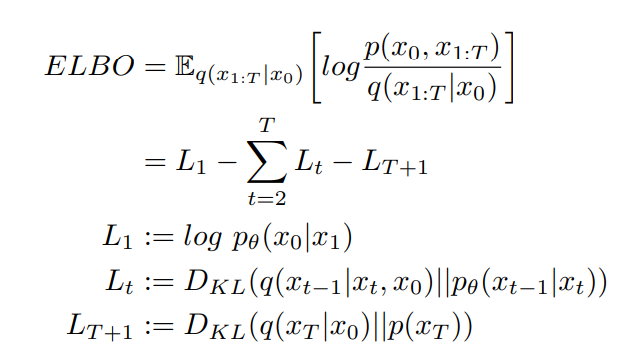 ELBO = 𝔼_{q(x_{1:T}|x_0)} [ log \frac{p(x_0, x_{1:T})}{q(x_{1:T}|x_0)} ]
= L_1 − \sum_{t=2}^{T} L_t − L_{T+1}
L_1 := log p_θ(x_0|x_1)
L_t := D_{KL}(q(x_{t−1}|x_t, x_0)||p_θ(x_{t−1}|x_t))
L_{T+1} := D_{KL}(q(x_T|x_0)||p(x_T))